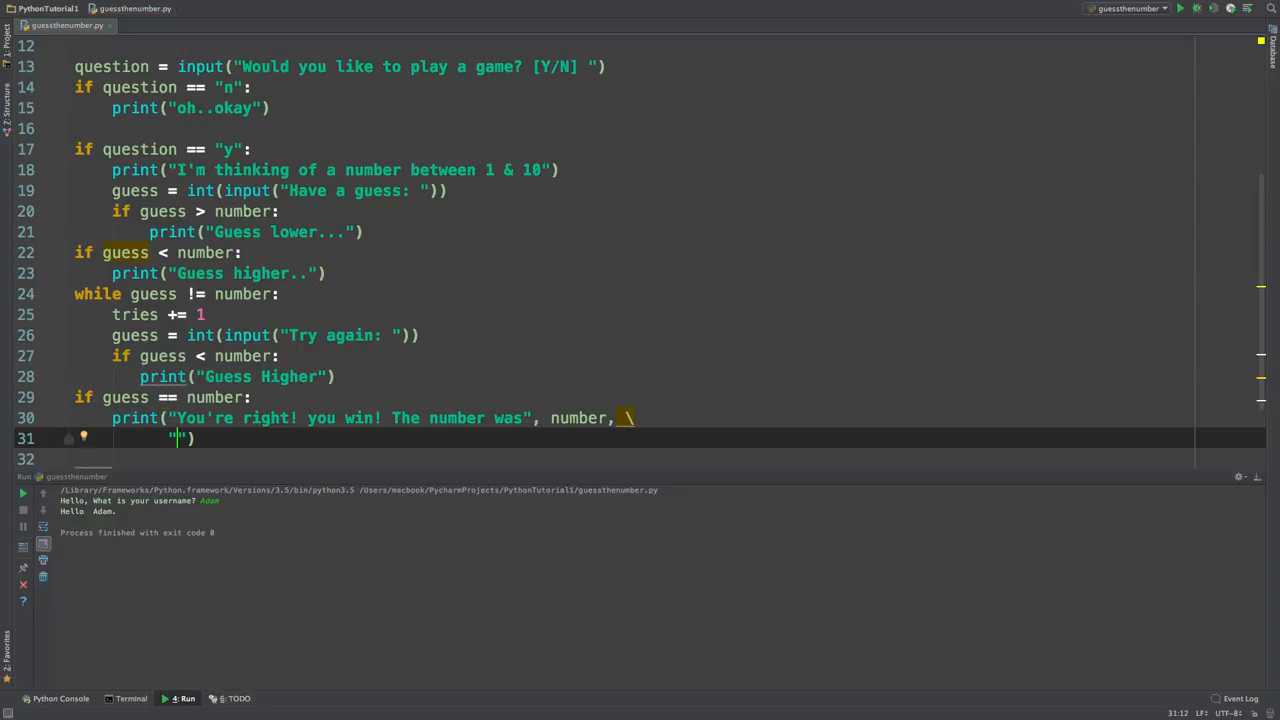 PythonTutorial1 guessthenumber.py guessthenumber
guessthenumber.py
1: Project
Z: Structure
2: Favorites
Database
12
13 question = input("Would you like to play a game? [Y/N] ")
14 if question == "n":
15 print("oh..okay")
16
17 if question == "y":
18 print("I'm thinking of a number between 1 & 10")
19 guess = int(input("Have a guess: "))
20 if guess > number:
21 print("Guess lower...")
22 if guess < number:
23 print("Guess higher..")
24 while guess != number:
25 tries += 1
26 guess = int(input("Try again: "))
27 if guess < number:
28 print("Guess Higher")
29 if guess == number:
30 print("You're right! you win! The number was", number, \
31 "")
32
Run guessthenumber
/Library/Frameworks/Python.framework/Versions/3.5/bin/python3.5 /Users/macbook/PycharmProjects/PythonTutorial1/guessthenumber.py
Hello, What is your username? Adam
Hello  Adam.
Process finished with exit code 0
Python Console Terminal 4: Run 6: TODO Event Log
31:12 LF÷ UTF-8÷